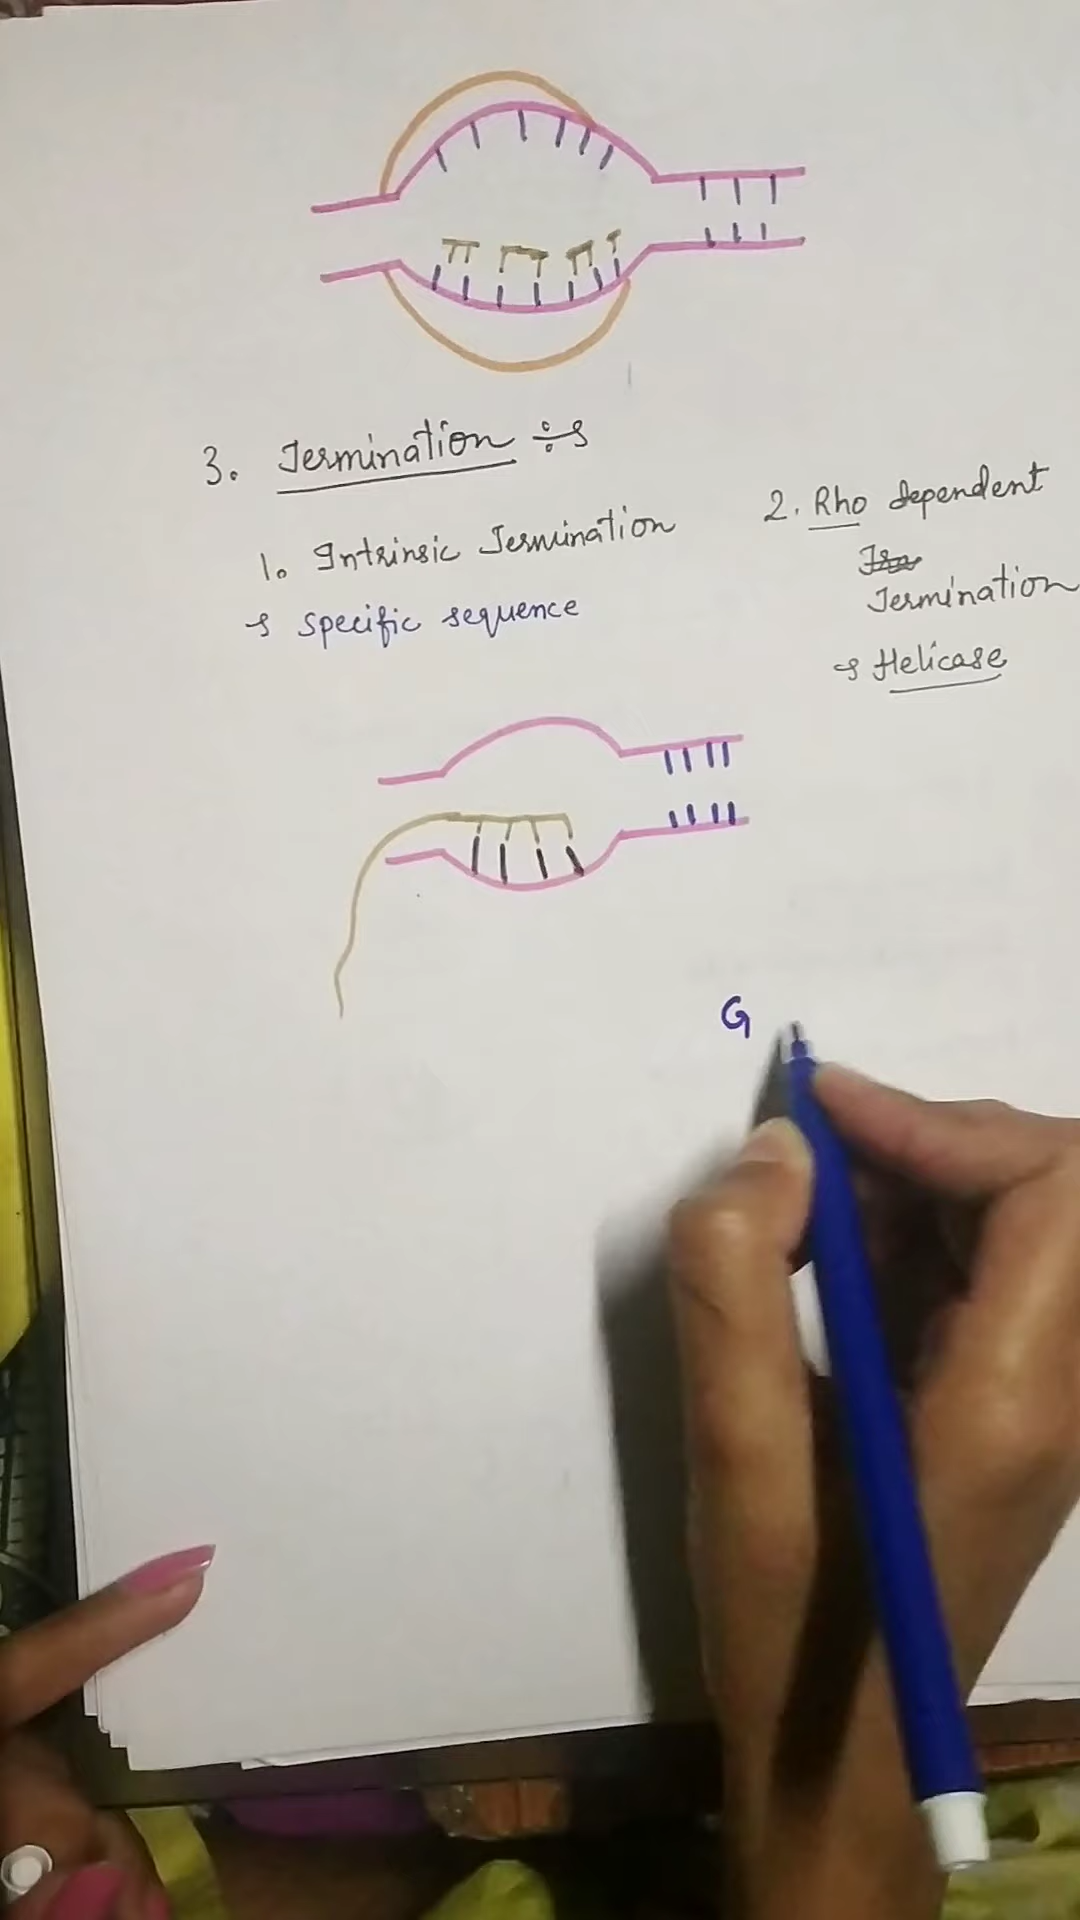 3. Termination ÷→
1. Intrinsic Termination
→ Specific sequence
2. Rho dependent
Termination
→ Helicase
G